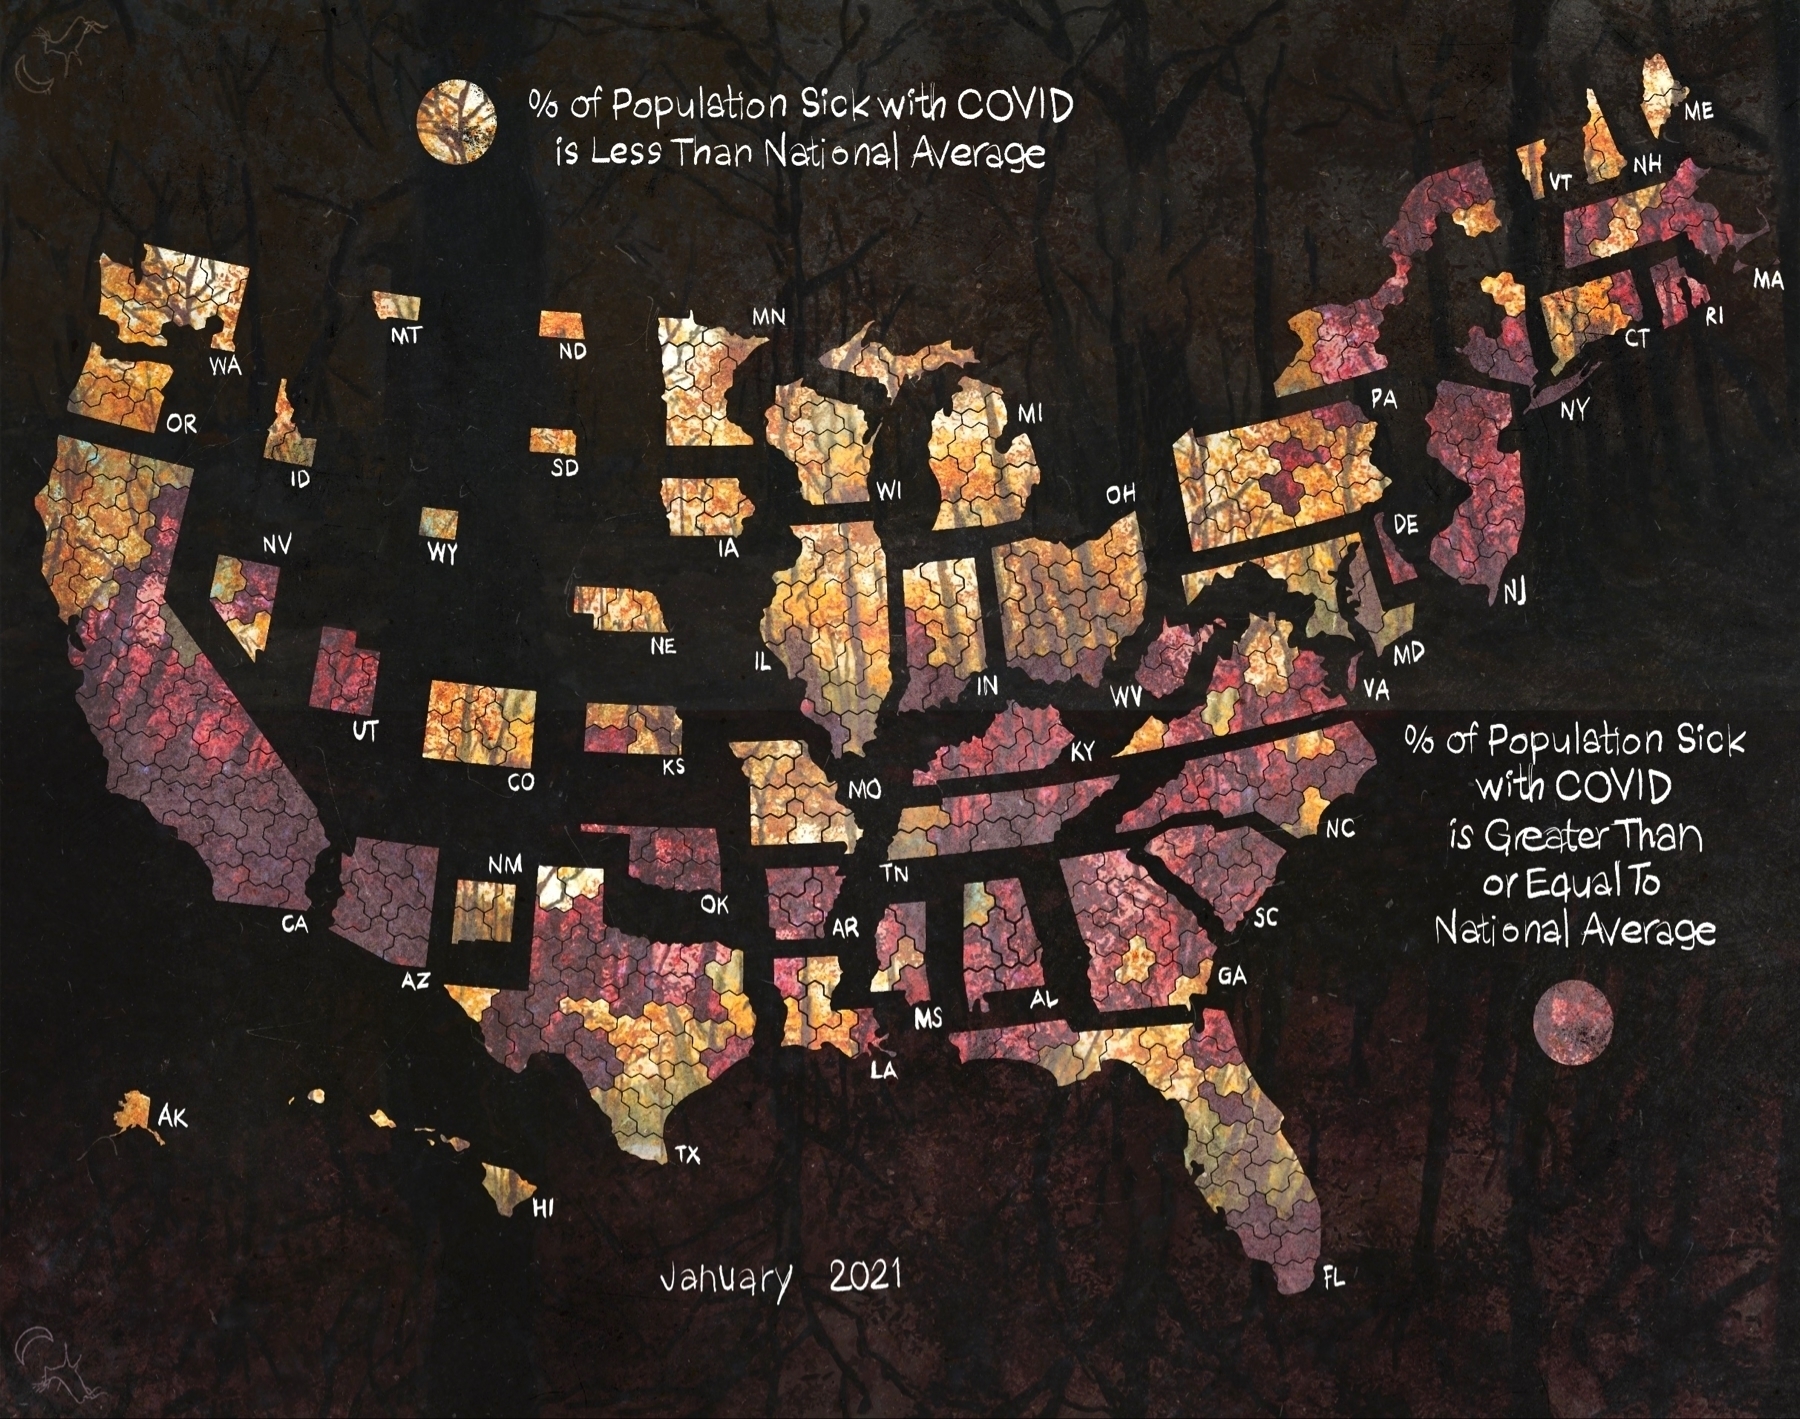 % of Population Sick with COVID
is Less Than National Average
ME
VT
NH
MA
WA
MT
ND
MN
CT
RI
OR
MI
PA
NY
ID
SD
WI
OH
DE
NV
WY
IA
NJ
NE
IL
IN
WV
MD
VA
UT
CO
KS
MO
KY
% of Population Sick
with COVID
is Greater Than
or Equal To
National Average
NC
CA
NM
OK
AR
TN
SC
AZ
MS
AL
GA
LA
AK
TX
HI
FL
January 2021